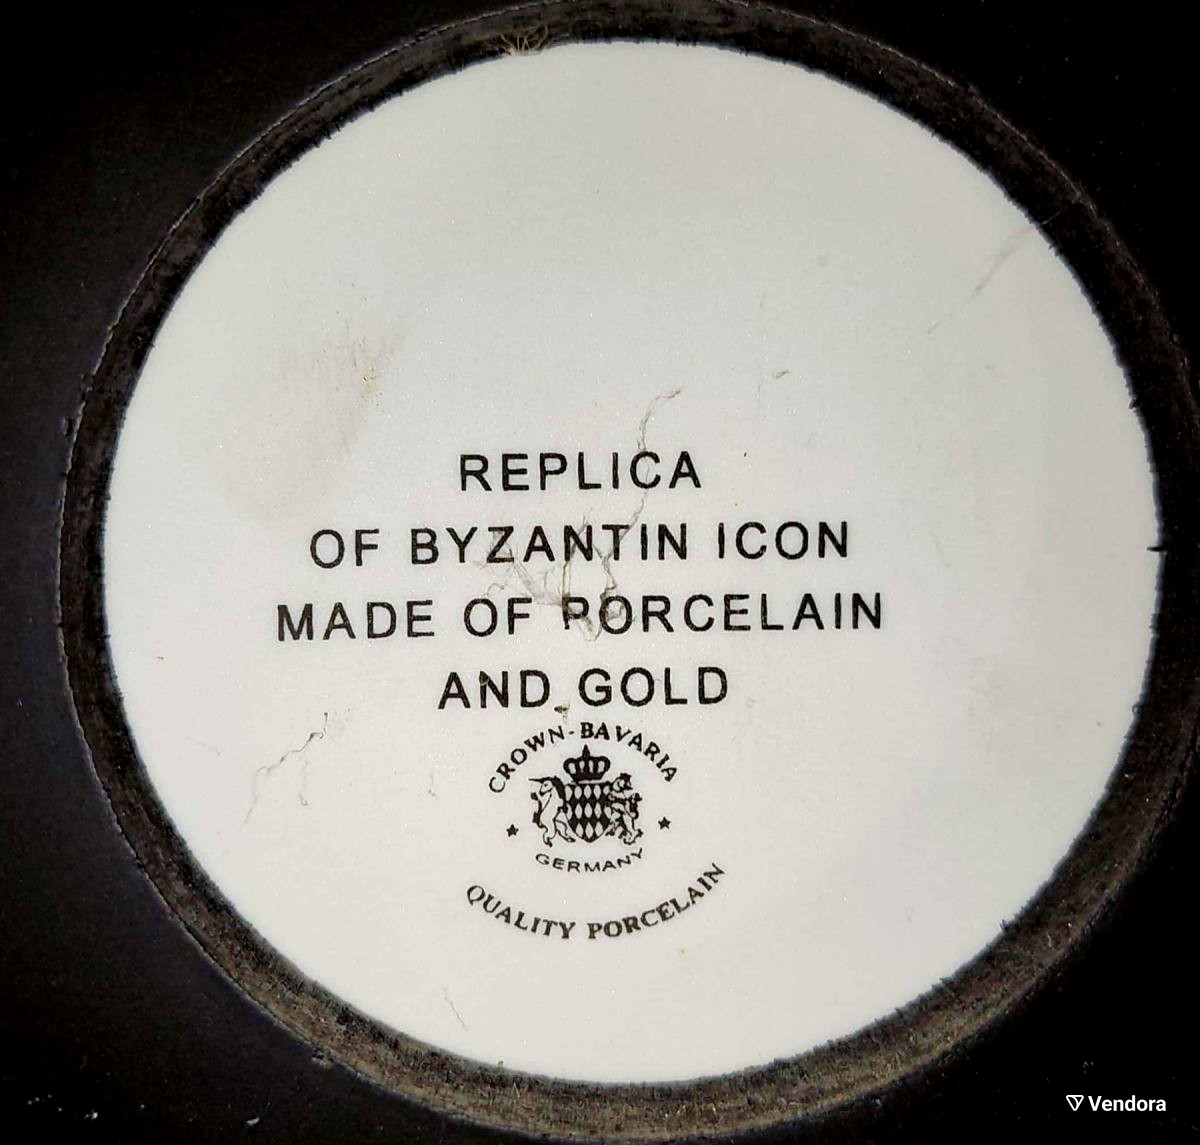 REPLICA
OF BYZANTIN ICON
MADE OF PORCELAIN
AND GOLD
CROWN-BAVARIA
GERMANY
QUALITY PORCELAIN
Vendora